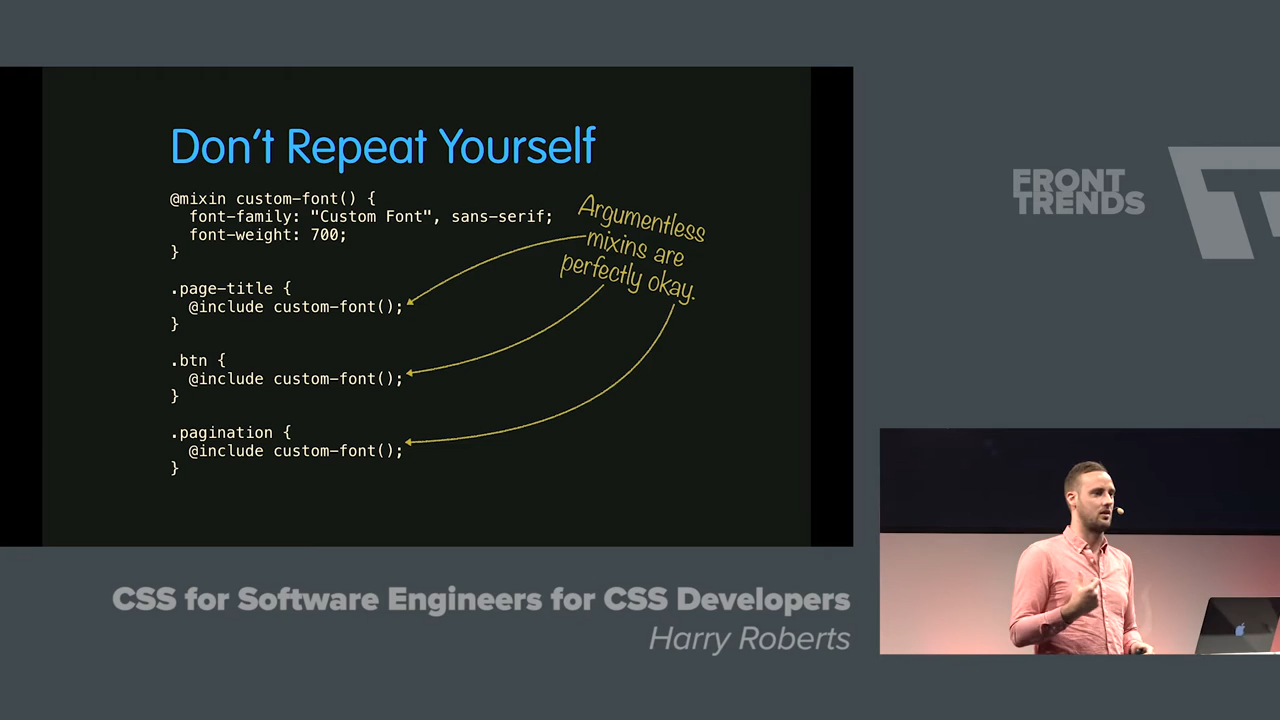 Don't Repeat Yourself
@mixin custom-font() {
font-family: "Custom Font", sans-serif;
font-weight: 700;
}
.page-title {
@include custom-font();
}
.btn {
@include custom-font();
}
.pagination {
@include custom-font();
}
Argumentless
mixins are
perfectly okay.
FRONT
TRENDS
CSS for Software Engineers for CSS Developers
Harry Roberts